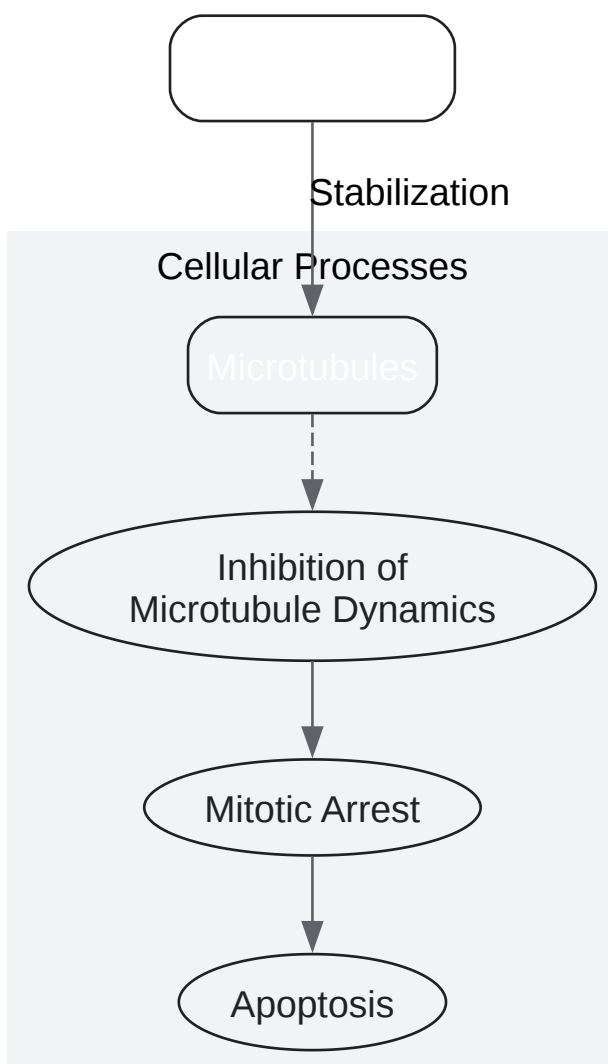 Stabilization
Cellular Processes
Microtubules
Inhibition of
Microtubule Dynamics
Mitotic Arrest
Apoptosis